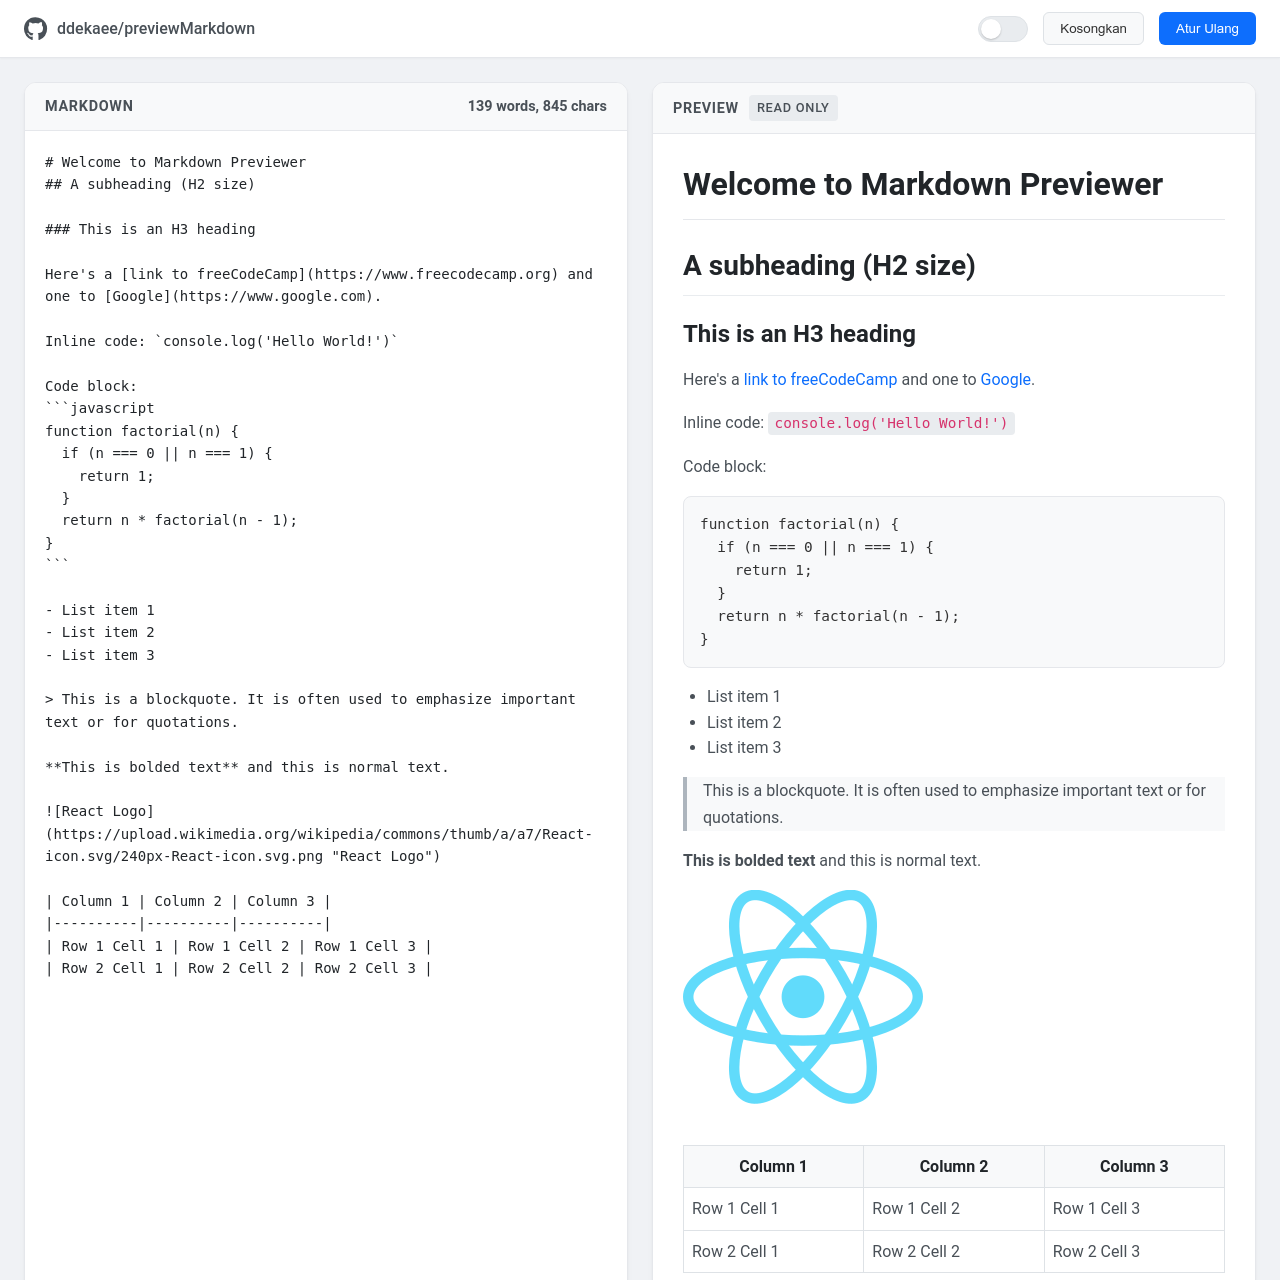 ddekaee/previewMarkdown
Kosongkan
Atur Ulang
MARKDOWN
139 words, 845 chars
# Welcome to Markdown Previewer
## A subheading (H2 size)
### This is an H3 heading
Here's a [link to freeCodeCamp](https://www.freecodecamp.org) and
one to [Google](https://www.google.com).
Inline code: `console.log('Hello World!')`
Code block:
```javascript
function factorial(n) {
  if (n === 0 || n === 1) {
    return 1;
  }
  return n * factorial(n - 1);
}
```
- List item 1
- List item 2
- List item 3
> This is a blockquote. It is often used to emphasize important
text or for quotations.
**This is bolded text** and this is normal text.
![React Logo]
(https://upload.wikimedia.org/wikipedia/commons/thumb/a/a7/React-
icon.svg/240px-React-icon.svg.png "React Logo")
| Column 1 | Column 2 | Column 3 |
|----------|----------|----------|
| Row 1 Cell 1 | Row 1 Cell 2 | Row 1 Cell 3 |
| Row 2 Cell 1 | Row 2 Cell 2 | Row 2 Cell 3 |
PREVIEW
READ ONLY
Welcome to Markdown Previewer
A subheading (H2 size)
This is an H3 heading
Here's a link to freeCodeCamp and one to Google.
Inline code: console.log('Hello World!')
Code block:
function factorial(n) {
  if (n === 0 || n === 1) {
    return 1;
  }
  return n * factorial(n - 1);
}
• List item 1
• List item 2
• List item 3
This is a blockquote. It is often used to emphasize important text or for
quotations.
This is bolded text and this is normal text.
Column 1 Column 2 Column 3
Row 1 Cell 1 Row 1 Cell 2 Row 1 Cell 3
Row 2 Cell 1 Row 2 Cell 2 Row 2 Cell 3